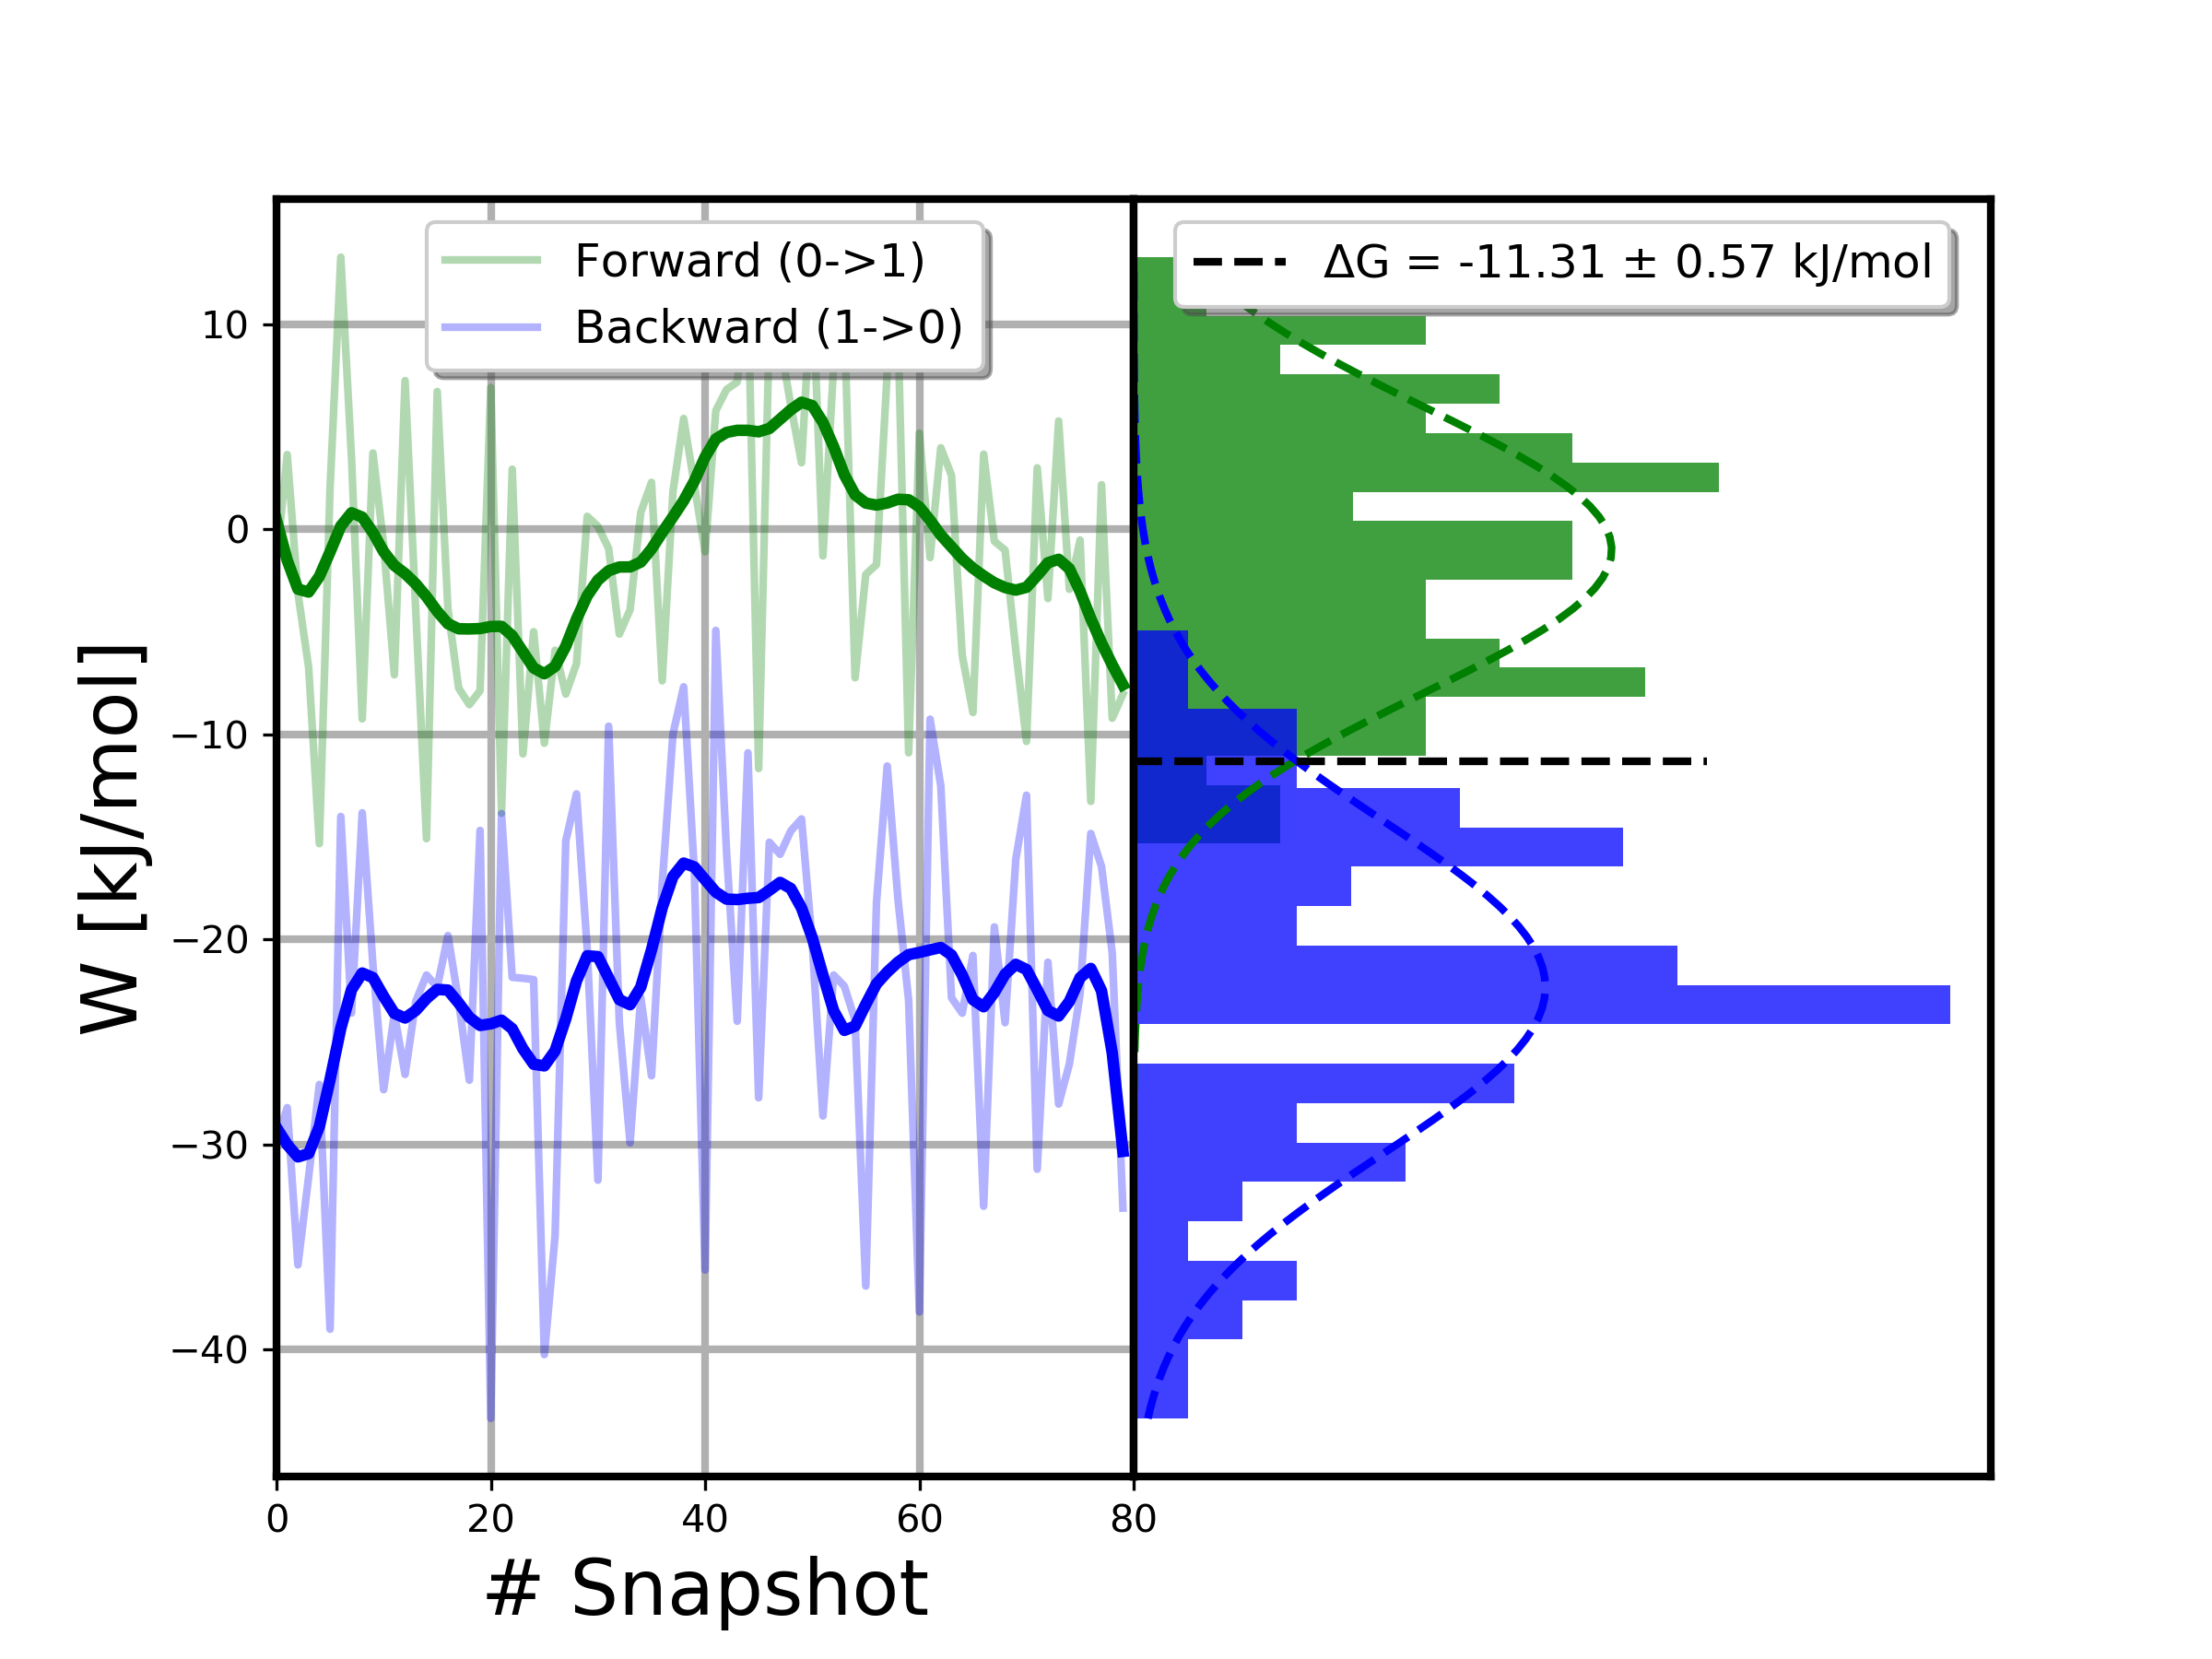 Forward (0->1)
Backward (1->0)
ΔG = -11.31 ± 0.57 kJ/mol
W [kJ/mol]
10
0
−10
−20
−30
−40
0 20 40 60 80
# Snapshot